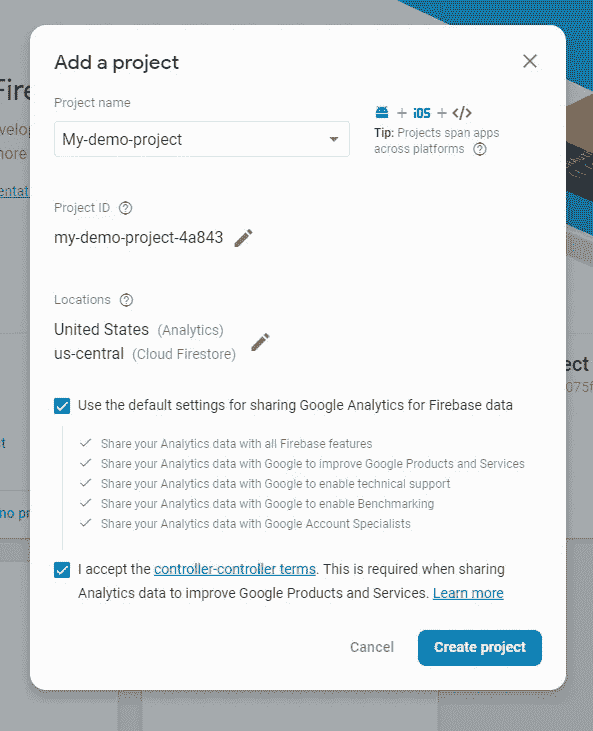 Add a project
Project name
My-demo-project
+ iOS + </>
Tip: Projects span apps
across platforms
Project ID
my-demo-project-4a843
Locations
United States (Analytics)
us-central (Cloud Firestore)
Use the default settings for sharing Google Analytics for Firebase data
Share your Analytics data with all Firebase features
Share your Analytics data with Google to improve Google Products and Services
Share your Analytics data with Google to enable technical support
Share your Analytics data with Google to enable Benchmarking
Share your Analytics data with Google Account Specialists
I accept the controller-controller terms. This is required when sharing
Analytics data to improve Google Products and Services. Learn more
Cancel
Create project